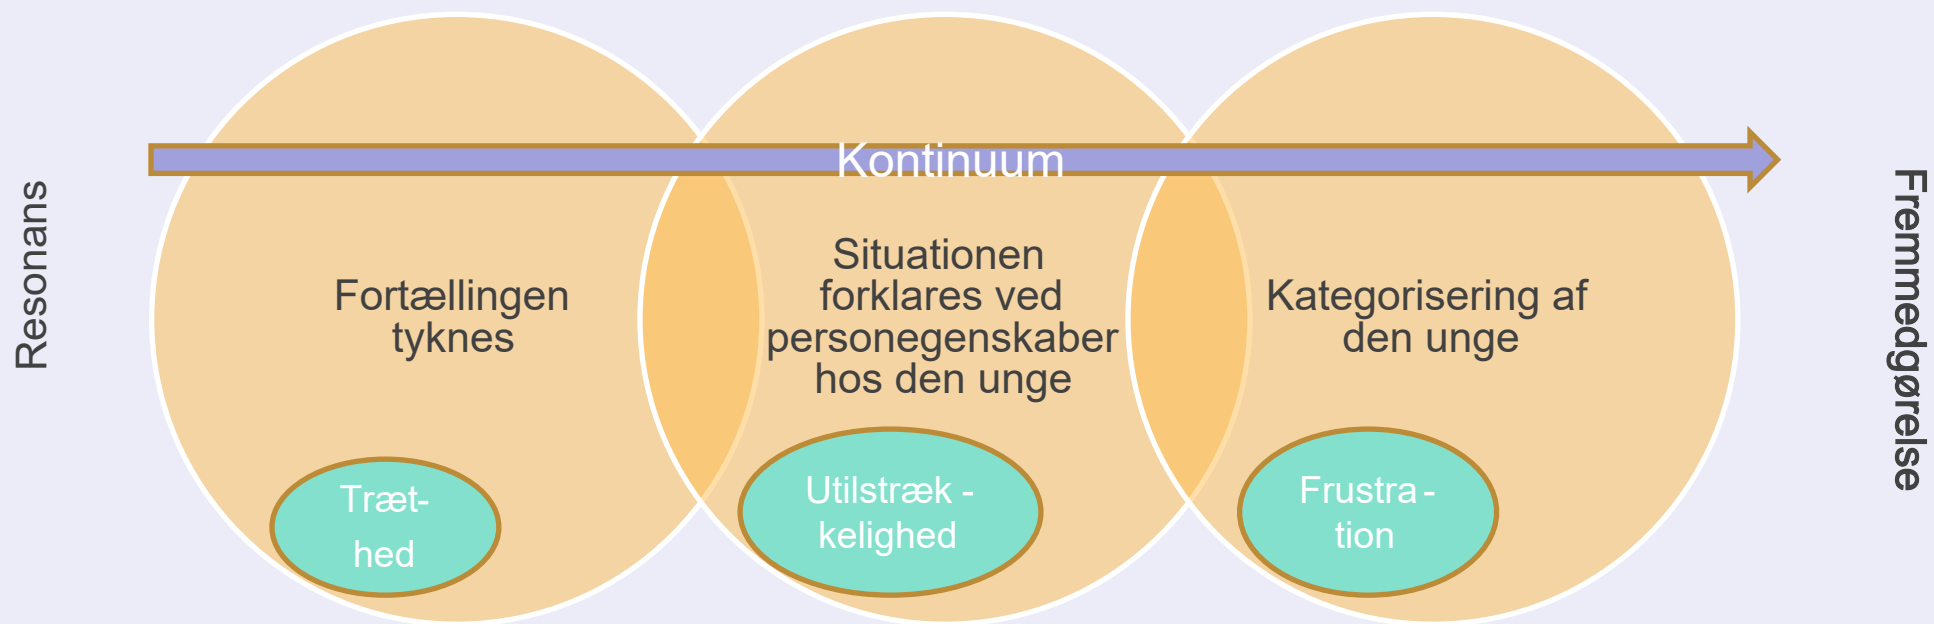 Resonans
Kontinuum
Fortællingen
tyknes
Situationen
forklares ved
personegenskaber
hos den unge
Kategorisering af
den unge
Træt-
hed
Utilstræk -
kelighed
Frustra -
tion
Fremmedgørelse